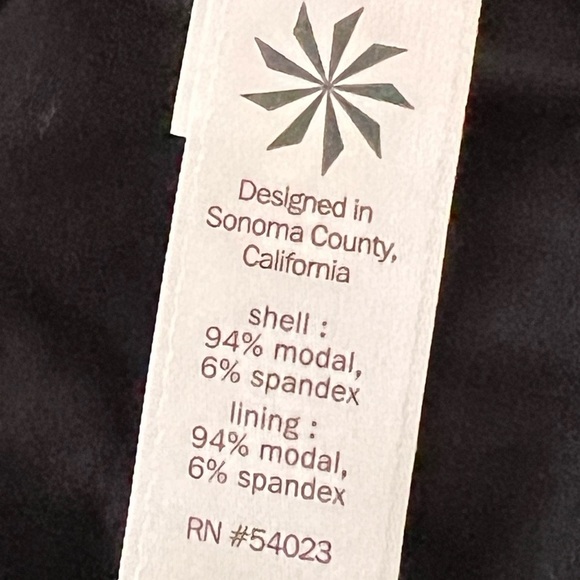 Designed in
Sonoma County,
California
shell :
94% modal,
6% spandex
lining :
94% modal,
6% spandex
RN #54023